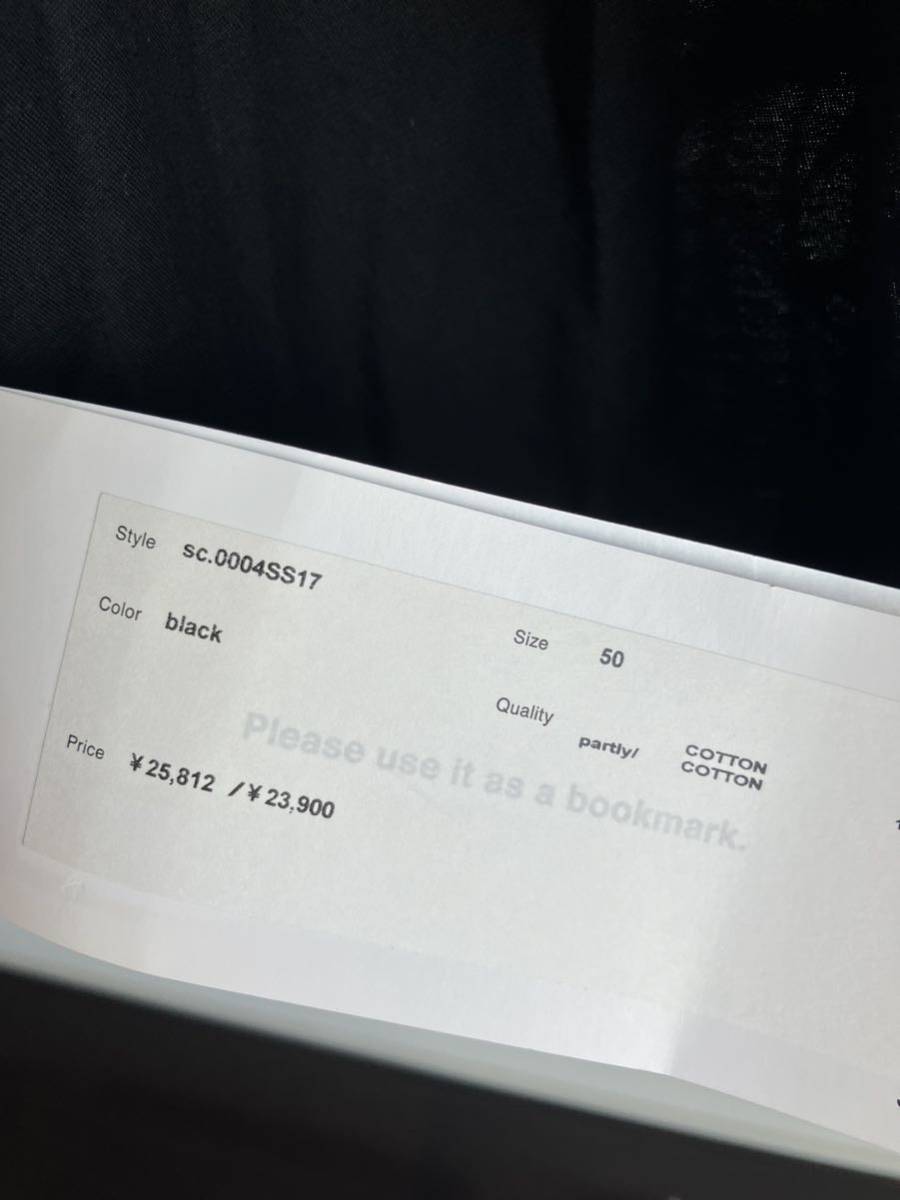 Style sc.0004SS17
Color black
Size 50
Quality COTTON
partly/ COTTON
Please use it as a bookmark.
Price ¥25,812 /¥23,900